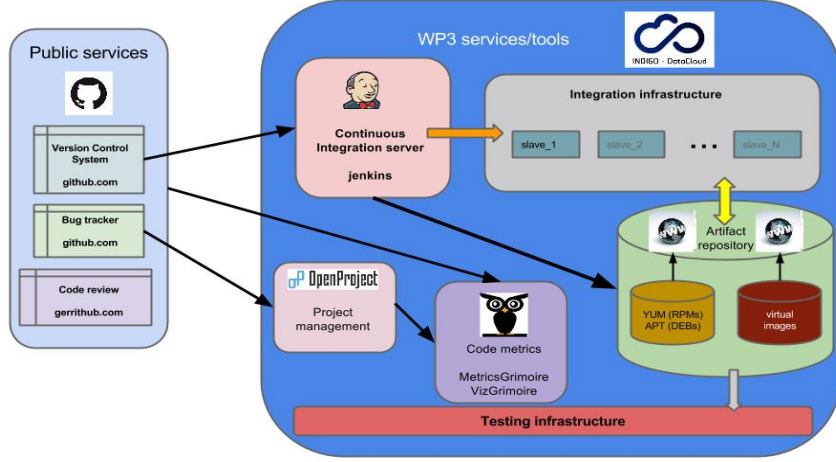 Public services
Version Control
System
github.com
Bug tracker
github.com
Code review
gerrithub.com
WP3 services/tools
INDIGO - DataCloud
Continuous
Integration server
jenkins
Integration infrastructure
slave_1
slave_2
...
slave_N
Artifact
repository
www
www
YUM (RPMs)
APT (DEBs)
virtual
images
OpenProject
Project
management
Code metrics
MetricsGrimoire
VizGrimoire
Testing infrastructure